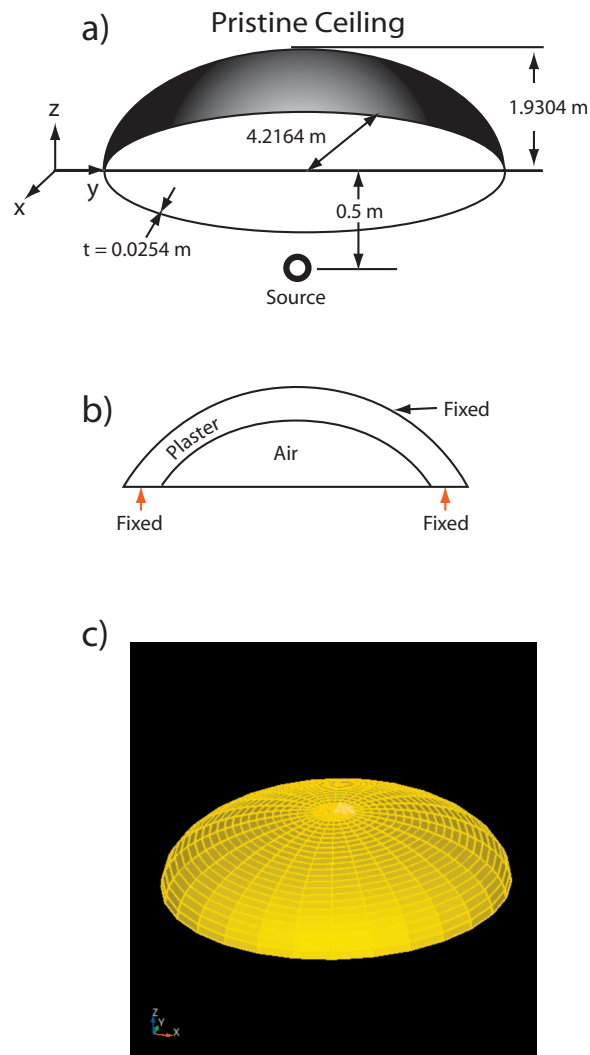 Pristine Ceiling
a)
z
y
x
4.2164 m
1.9304 m
0.5 m
t = 0.0254 m
Source
b)
Fixed
Plaster
Air
Fixed
Fixed
c)
Z
Y
X